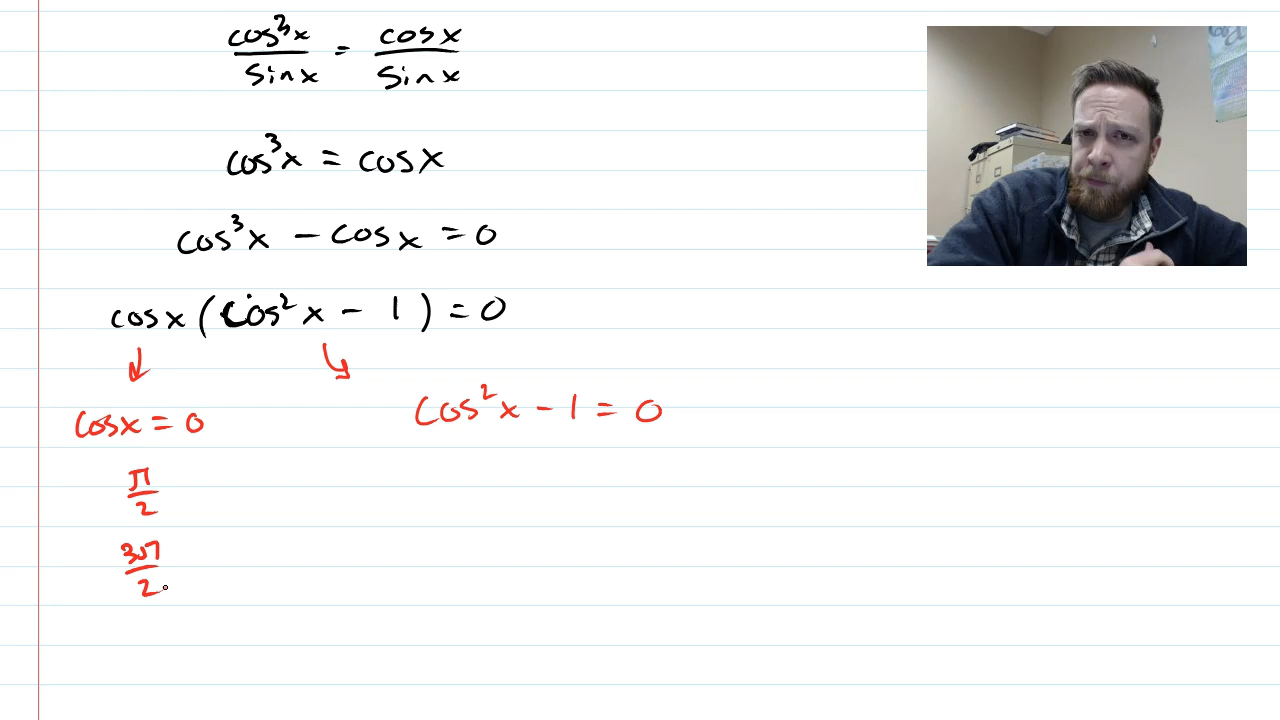 cos³x/sinx = cosx/sinx
cos³x = cosx
cos³x - cosx = 0
cosx(cos²x - 1) = 0
cosx = 0
cos²x - 1 = 0
π/2
3π/2